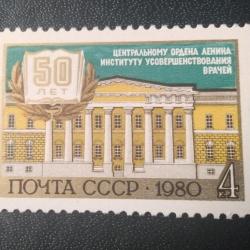 50
ЛЕТ
ЦЕНТРАЛЬНОМУ ОРДЕНА ЛЕНИНА
ИНСТИТУТУ УСОВЕРШЕНСТВОВАНИЯ
ВРАЧЕЙ
ПОЧТА СССР · 1980
4